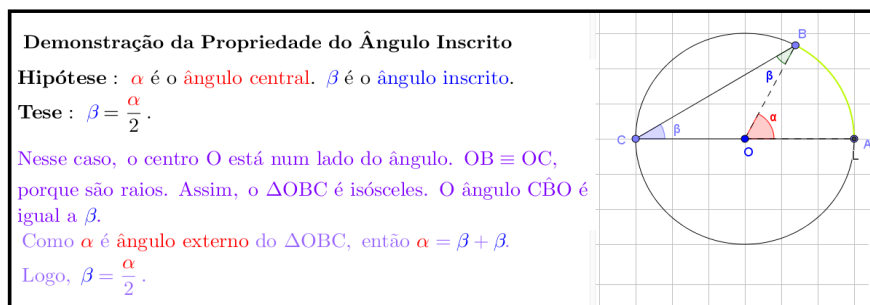 Demonstração da Propriedade do Ângulo Inscrito
Hipótese : α é o ângulo central. β é o ângulo inscrito.
Tese : β = α/2 .
Nesse caso, o centro O está num lado do ângulo. OB ≡ OC,
porque são raios. Assim, o ΔOBC é isósceles. O ângulo CB̂O é
igual a β.
Como α é ângulo externo do ΔOBC, então α = β + β.
Logo, β = α/2 .
B
β
α
C
β
O
A
L